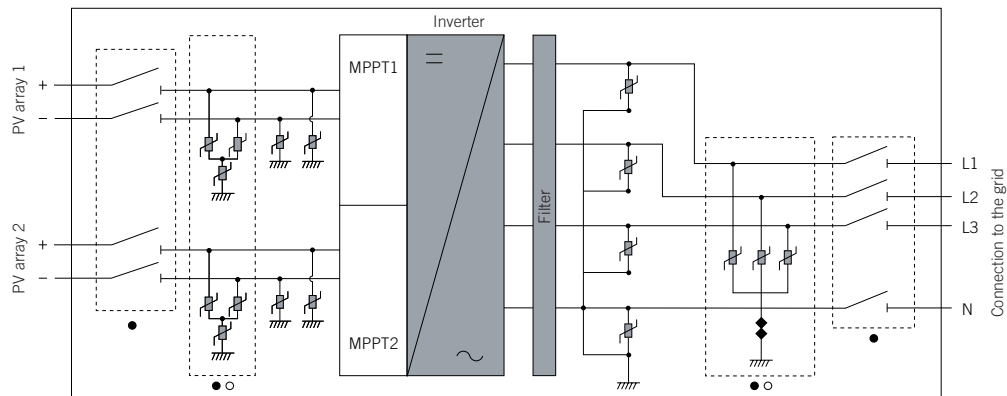 Inverter
PV array 1
+
−
MPPT1
Filter
L1
L2
L3
N
Connection to the grid
PV array 2
+
−
MPPT2